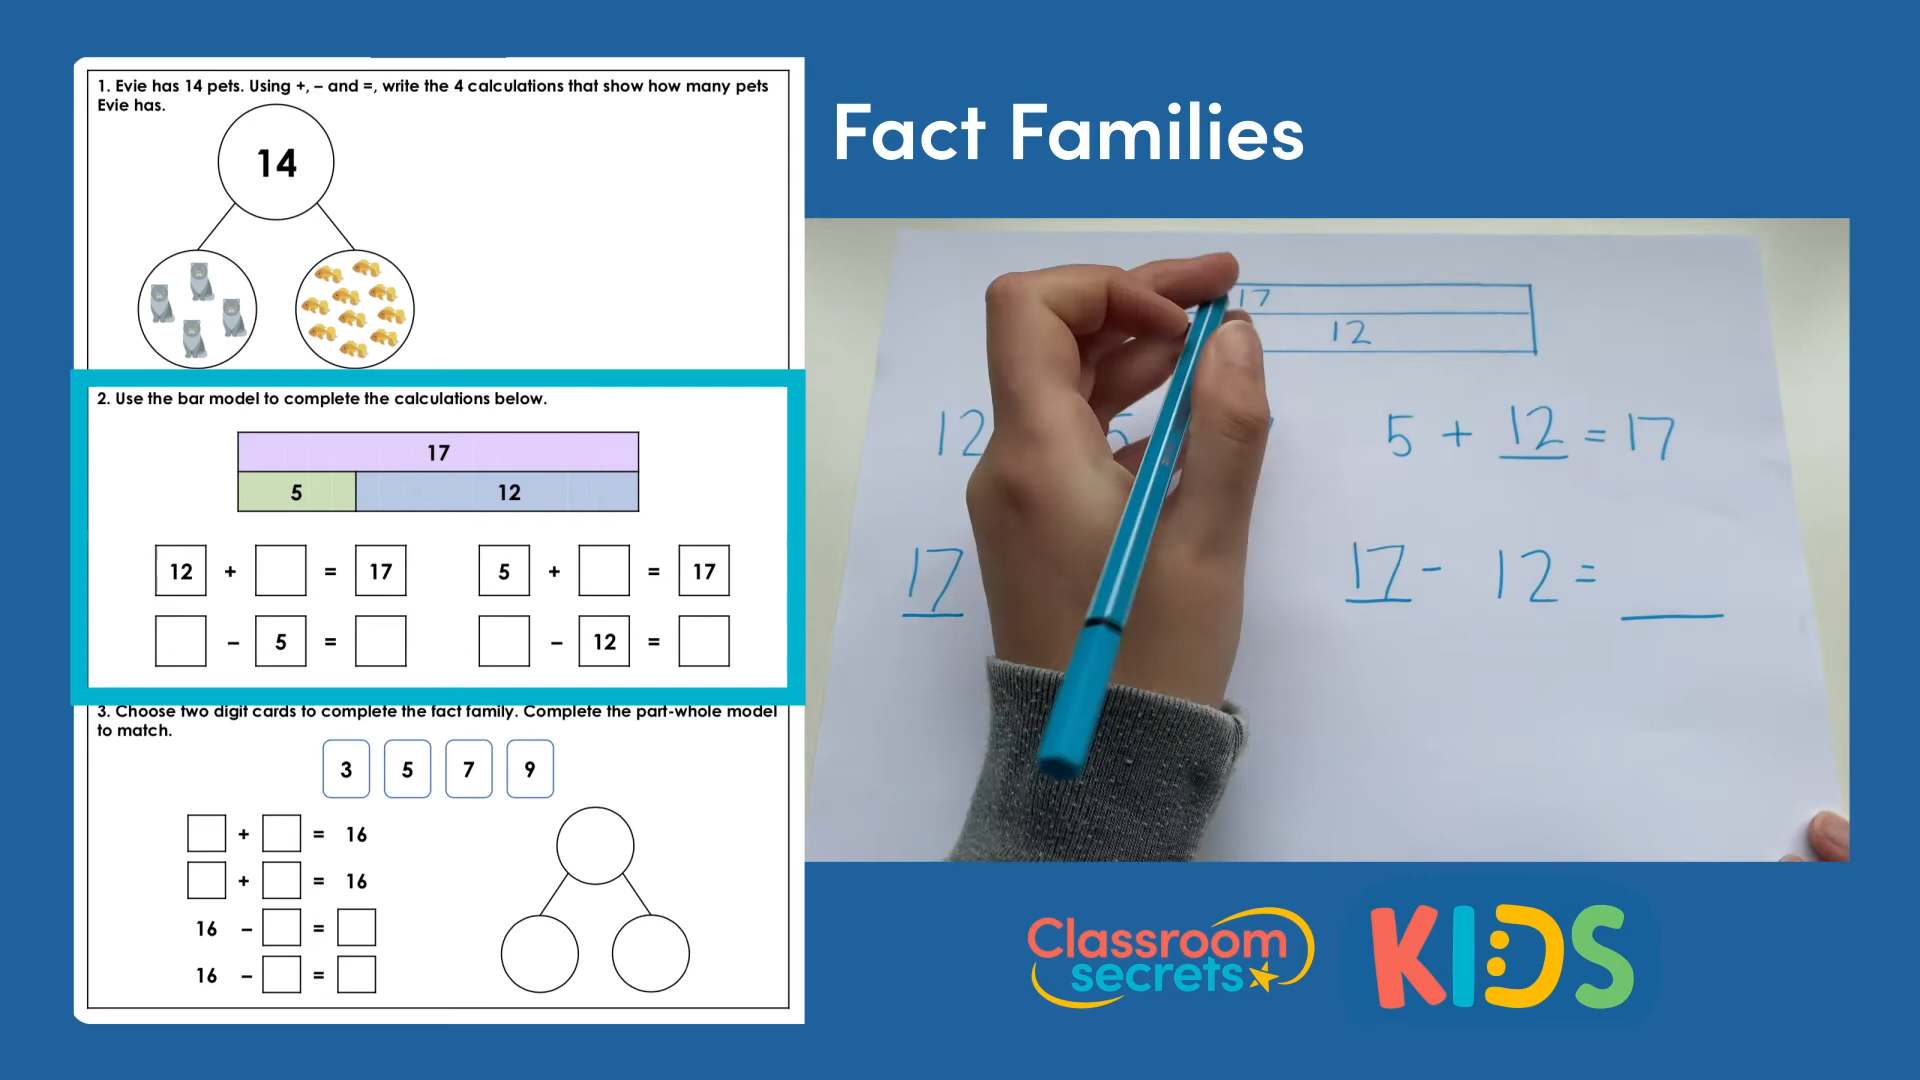 1. Evie has 14 pets. Using +, – and =, write the 4 calculations that show how many pets
Evie has.
14
2. Use the bar model to complete the calculations below.
17
5 12
12 + = 17 5 + = 17
– 5 = – 12 =
3. Choose two digit cards to complete the fact family. Complete the part-whole model
to match.
3 5 7 9
+ = 16
+ = 16
16 – =
16 – =
Fact Families
17
12
12 5 5 + 12 = 17
17 17 - 12 =
Classroom
secrets
KIDS